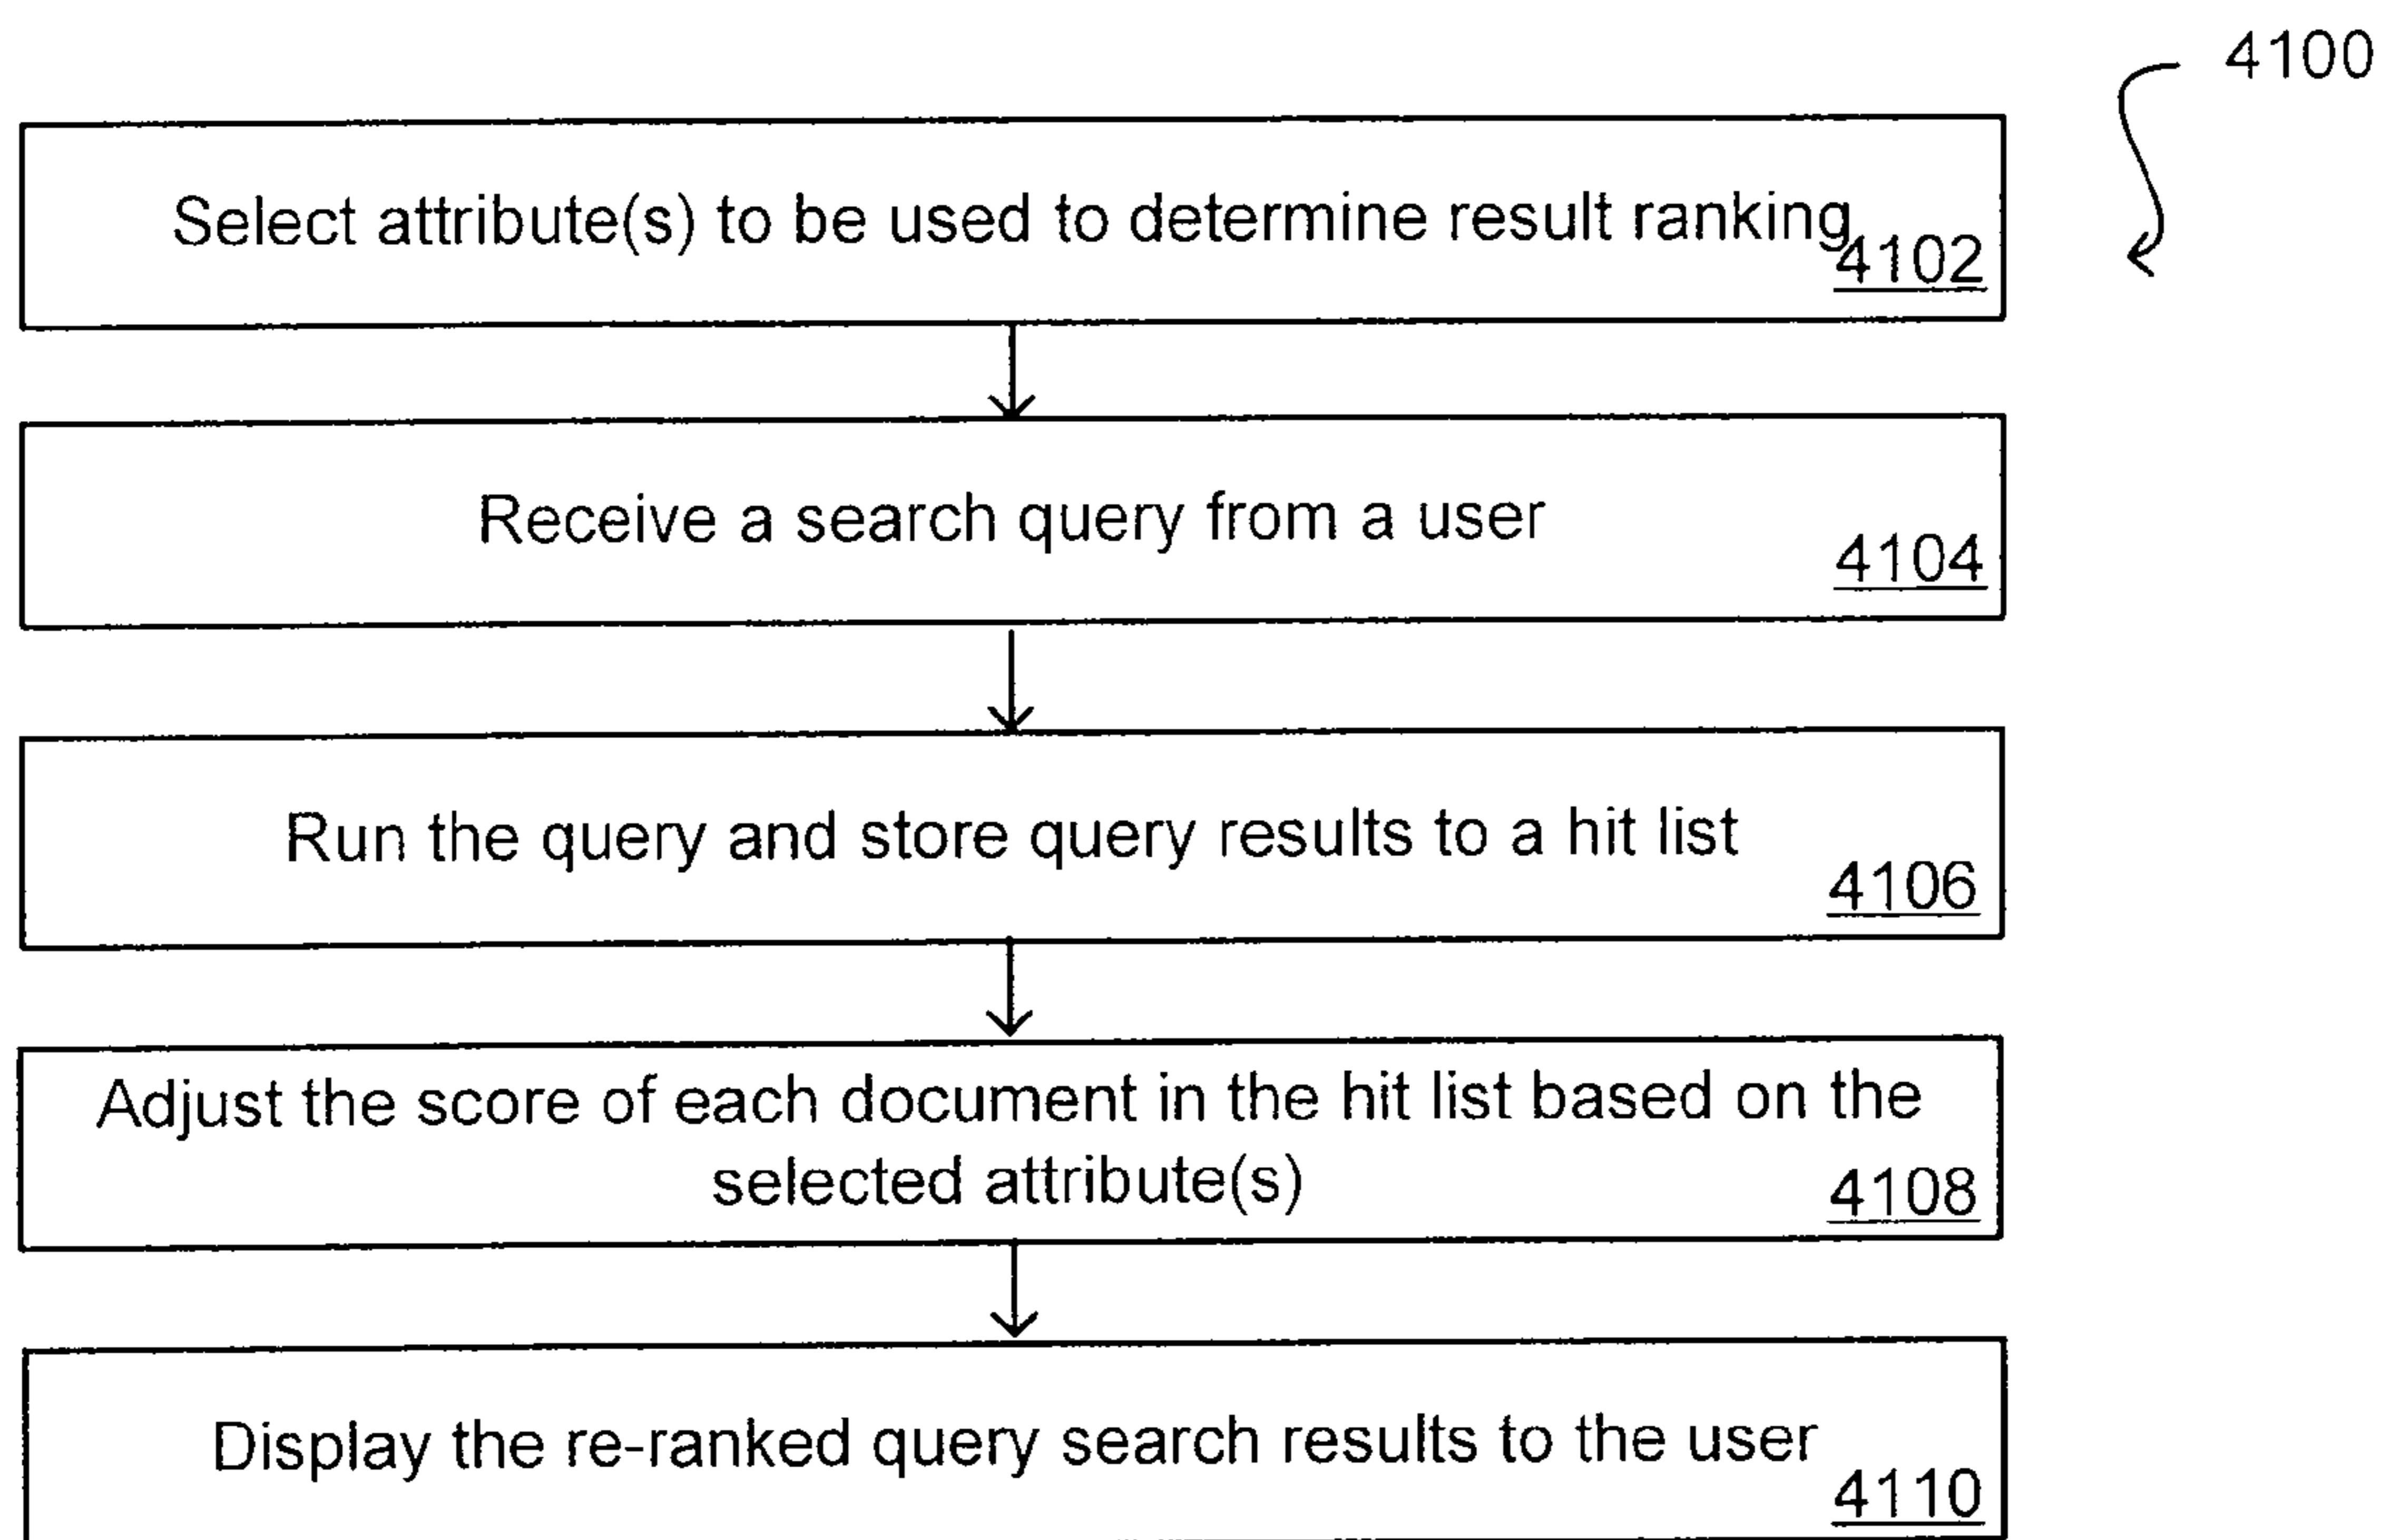 4100
Select attribute(s) to be used to determine result ranking
4102
Receive a search query from a user
4104
Run the query and store query results to a hit list
4106
Adjust the score of each document in the hit list based on the
selected attribute(s)
4108
Display the re-ranked query search results to the user
4110